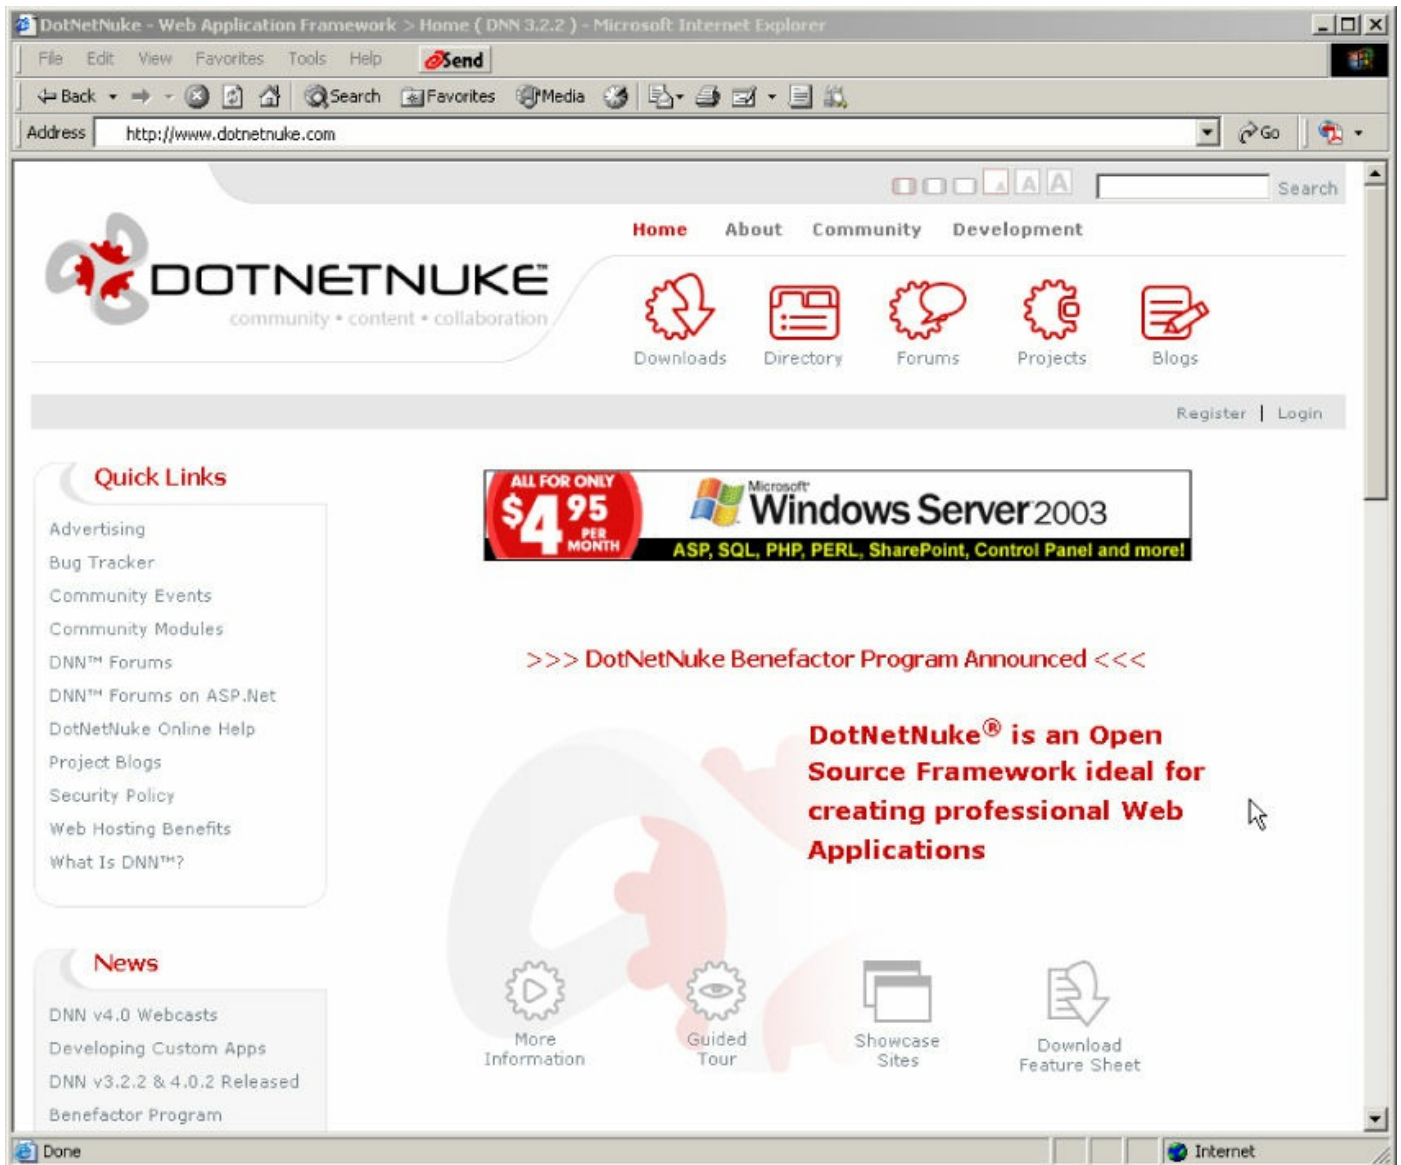 DotNetNuke - Web Application Framework > Home ( DNN 3.2.2 ) - Microsoft Internet Explorer
File Edit View Favorites Tools Help Send
Back Search Favorites Media
Address http://www.dotnetnuke.com Go
A A A Search
Home About Community Development
DOTNETNUKE™
community • content • collaboration
Downloads Directory Forums Projects Blogs
Register | Login
Quick Links
Advertising
Bug Tracker
Community Events
Community Modules
DNN™ Forums
DNN™ Forums on ASP.Net
DotNetNuke Online Help
Project Blogs
Security Policy
Web Hosting Benefits
What Is DNN™?
ALL FOR ONLY
$4.95
PER
MONTH
Microsoft®
Windows Server 2003
ASP, SQL, PHP, PERL, SharePoint, Control Panel and more!
>>> DotNetNuke Benefactor Program Announced <<<
DotNetNuke® is an Open
Source Framework ideal for
creating professional Web
Applications
News
DNN v4.0 Webcasts
Developing Custom Apps
DNN v3.2.2 & 4.0.2 Released
Benefactor Program
More
Information
Guided
Tour
Showcase
Sites
Download
Feature Sheet
Done Internet